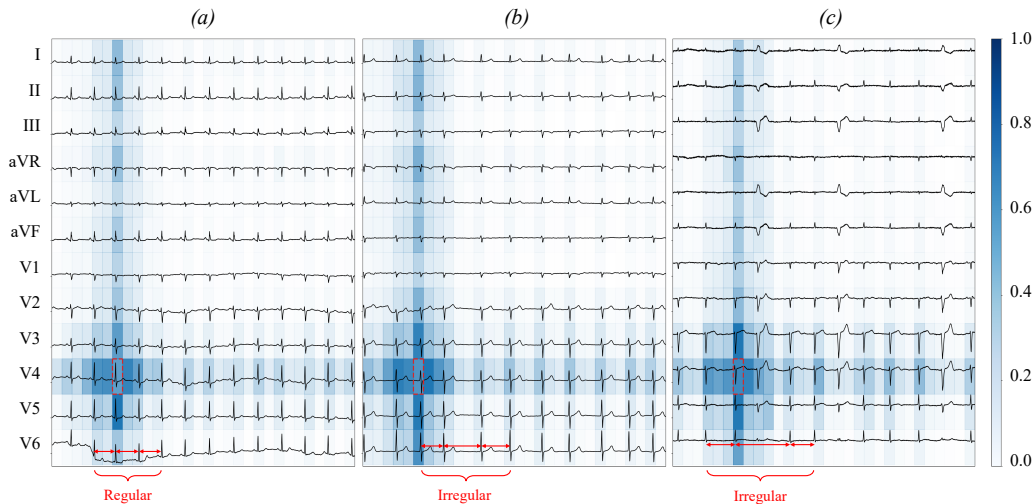 (a) (b) (c)
I
II
III
aVR
aVL
aVF
V1
V2
V3
V4
V5
V6
1.0
0.8
0.6
0.4
0.2
0.0
Regular Irregular Irregular